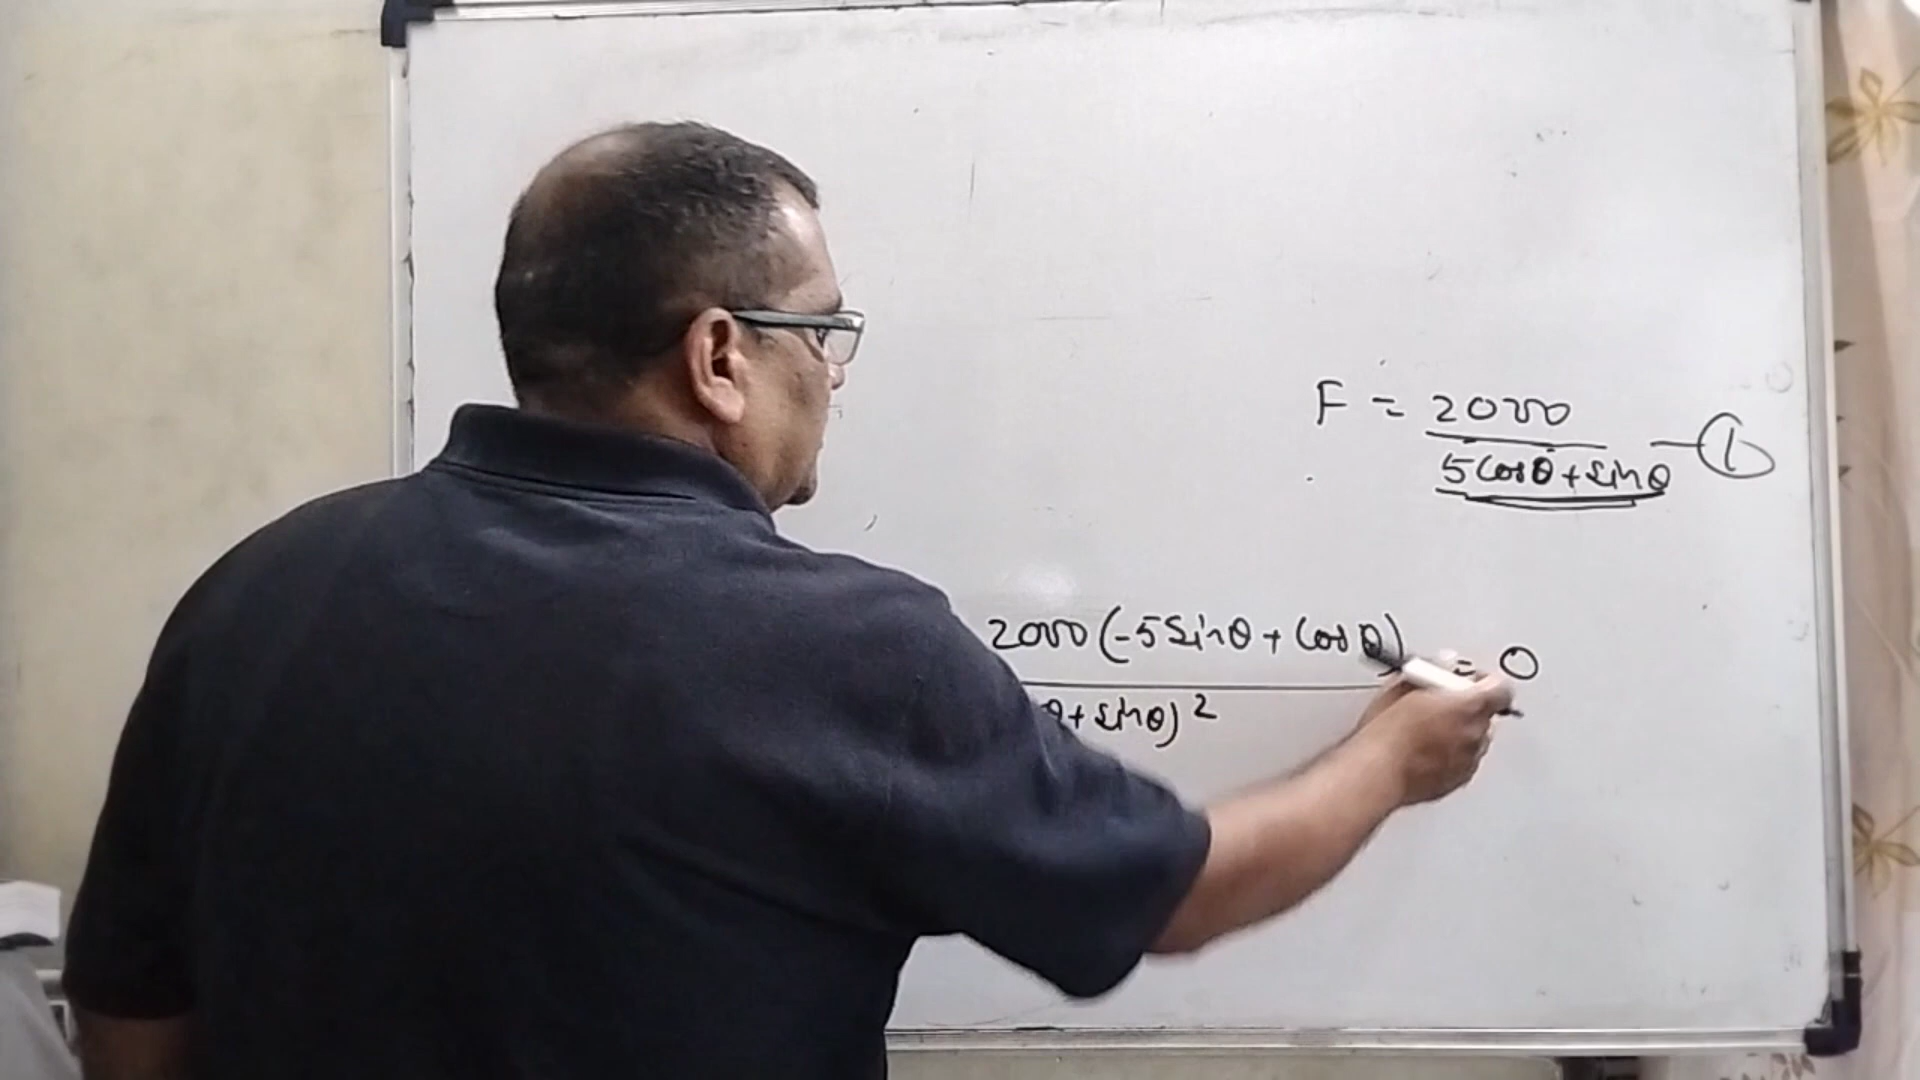 F = 2000
5cosθ+sinθ — 1
2000(-5sinθ+cosθ) = 0
θ+sinθ)2